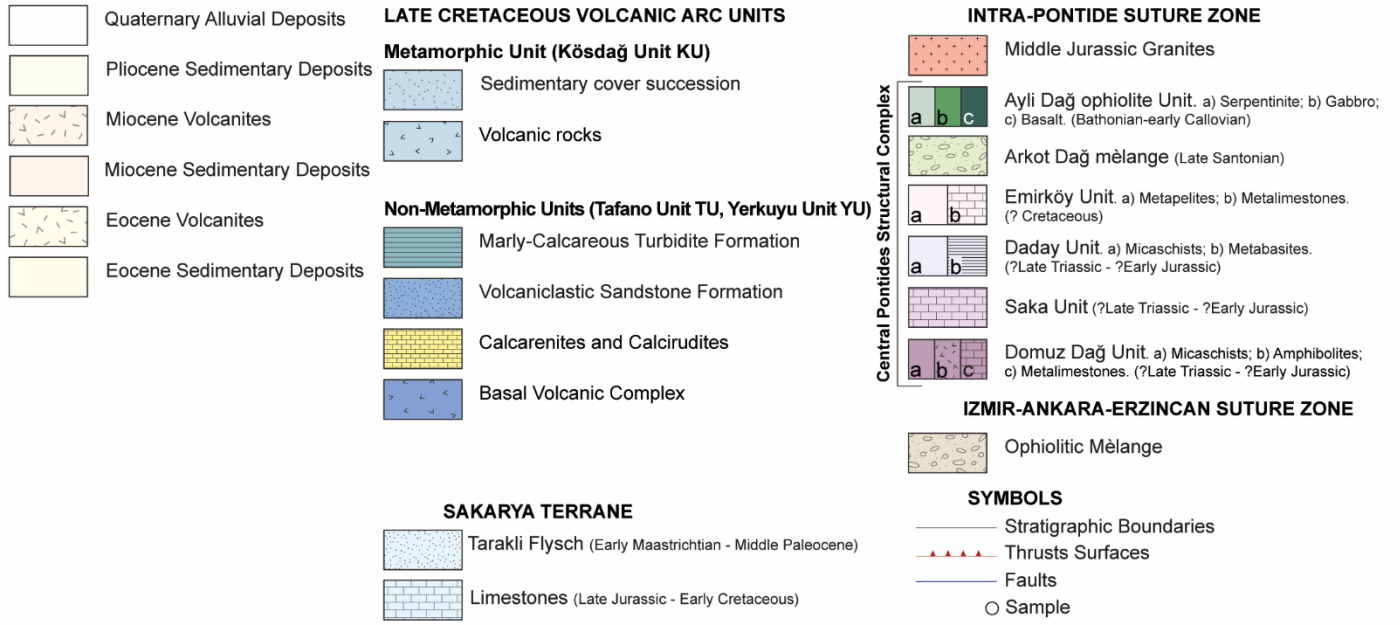 Quaternary Alluvial Deposits
Pliocene Sedimentary Deposits
Miocene Volcanites
Miocene Sedimentary Deposits
Eocene Volcanites
Eocene Sedimentary Deposits
LATE CRETACEOUS VOLCANIC ARC UNITS
Metamorphic Unit (Kösdağ Unit KU)
Sedimentary cover succession
Volcanic rocks
Non-Metamorphic Units (Tafano Unit TU, Yerkuyu Unit YU)
Marly-Calcareous Turbidite Formation
Volcaniclastic Sandstone Formation
Calcarenites and Calcirudites
Basal Volcanic Complex
SAKARYA TERRANE
Tarakli Flysch (Early Maastrichtian - Middle Paleocene)
Limestones (Late Jurassic - Early Cretaceous)
INTRA-PONTIDE SUTURE ZONE
Middle Jurassic Granites
Central Pontides Structural Complex
a b c
Ayli Dağ ophiolite Unit. a) Serpentinite; b) Gabbro;
c) Basalt. (Bathonian-early Callovian)
Arkot Dağ mèlange (Late Santonian)
a b
Emirköy Unit. a) Metapelites; b) Metalimestones.
(? Cretaceous)
a b
Daday Unit. a) Micaschists; b) Metabasites.
(?Late Triassic - ?Early Jurassic)
Saka Unit (?Late Triassic - ?Early Jurassic)
a b c
Domuz Dağ Unit. a) Micaschists; b) Amphibolites;
c) Metalimestones. (?Late Triassic - ?Early Jurassic)
IZMIR-ANKARA-ERZINCAN SUTURE ZONE
Ophiolitic Mèlange
SYMBOLS
Stratigraphic Boundaries
Thrusts Surfaces
Faults
Sample